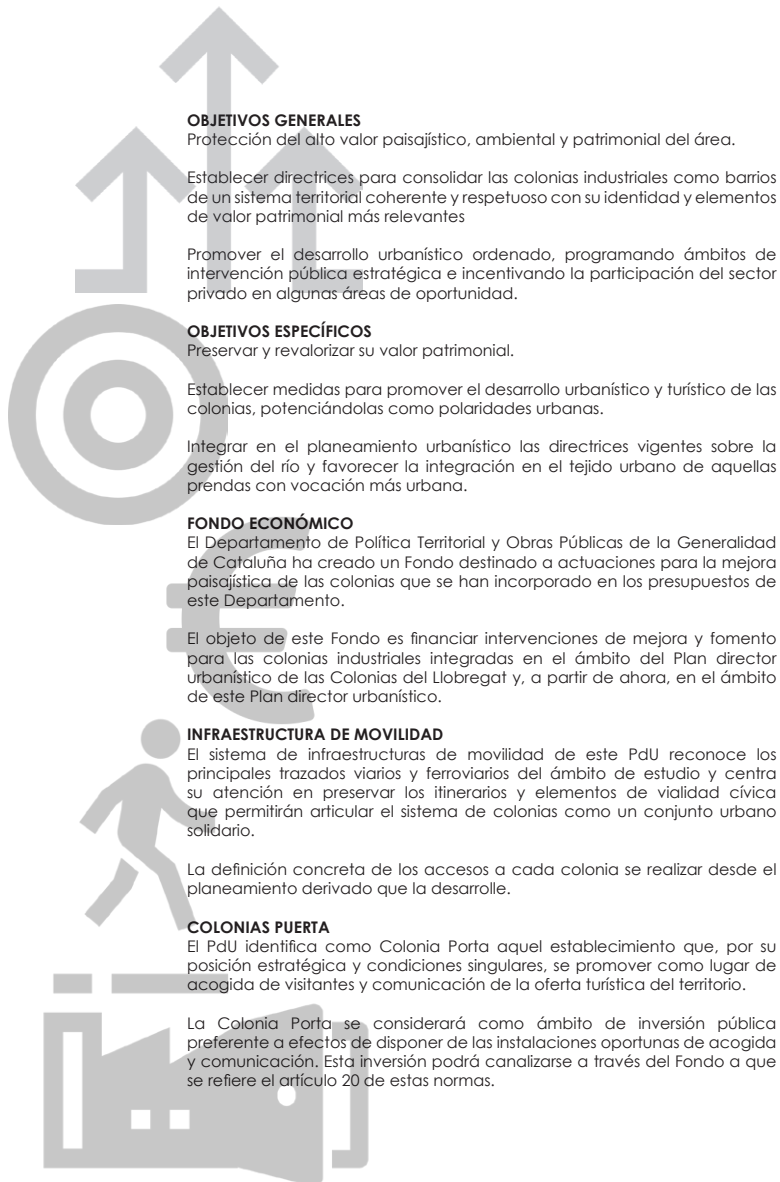 OBJETIVOS GENERALES
Protección del alto valor paisajístico, ambiental y patrimonial del área.
Establecer directrices para consolidar las colonias industriales como barrios
de un sistema territorial coherente y respetuoso con su identidad y elementos
de valor patrimonial más relevantes
Promover el desarrollo urbanístico ordenado, programando ámbitos de
intervención pública estratégica e incentivando la participación del sector
privado en algunas áreas de oportunidad.
OBJETIVOS ESPECÍFICOS
Preservar y revalorizar su valor patrimonial.
Establecer medidas para promover el desarrollo urbanístico y turístico de las
colonias, potenciándolas como polaridades urbanas.
Integrar en el planeamiento urbanístico las directrices vigentes sobre la
gestión del río y favorecer la integración en el tejido urbano de aquellas
prendas con vocación más urbana.
FONDO ECONÓMICO
El Departamento de Política Territorial y Obras Públicas de la Generalidad
de Cataluña ha creado un Fondo destinado a actuaciones para la mejora
paisajística de las colonias que se han incorporado en los presupuestos de
este Departamento.
El objeto de este Fondo es financiar intervenciones de mejora y fomento
para las colonias industriales integradas en el ámbito del Plan director
urbanístico de las Colonias del Llobregat y, a partir de ahora, en el ámbito
de este Plan director urbanístico.
INFRAESTRUCTURA DE MOVILIDAD
El sistema de infraestructuras de movilidad de este PdU reconoce los
principales trazados viarios y ferroviarios del ámbito de estudio y centra
su atención en preservar los itinerarios y elementos de vialidad cívica
que permitirán articular el sistema de colonias como un conjunto urbano
solidario.
La definición concreta de los accesos a cada colonia se realizar desde el
planeamiento derivado que la desarrolle.
COLONIAS PUERTA
El PdU identifica como Colonia Porta aquel establecimiento que, por su
posición estratégica y condiciones singulares, se promover como lugar de
acogida de visitantes y comunicación de la oferta turística del territorio.
La Colonia Porta se considerará como ámbito de inversión pública
preferente a efectos de disponer de las instalaciones oportunas de acogida
y comunicación. Esta inversión podrá canalizarse a través del Fondo a que
se refiere el artículo 20 de estas normas.